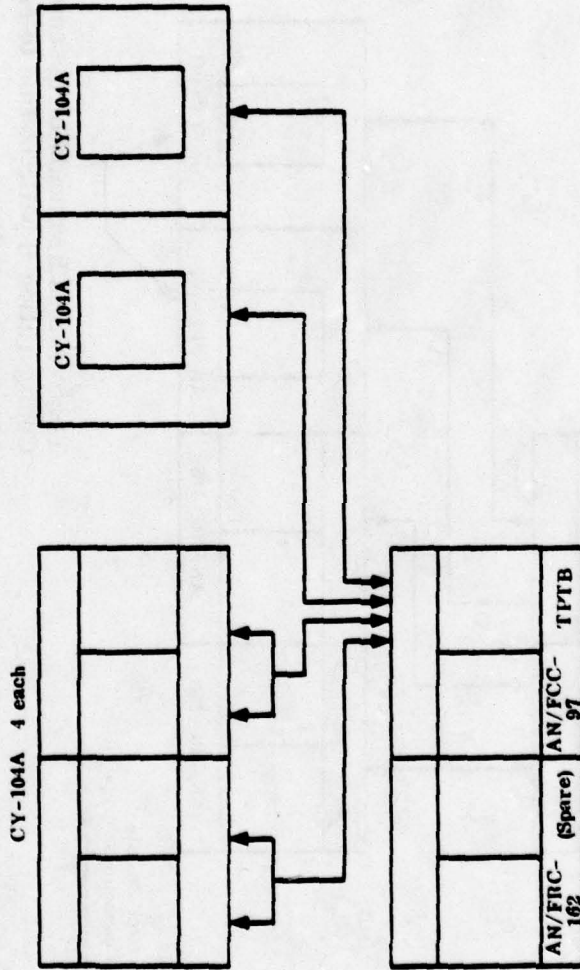 CY-104A 4 each
CY-104A
CY-104A
AN/FRC-
162
(Spare)
AN/FCC-
97
TPTB